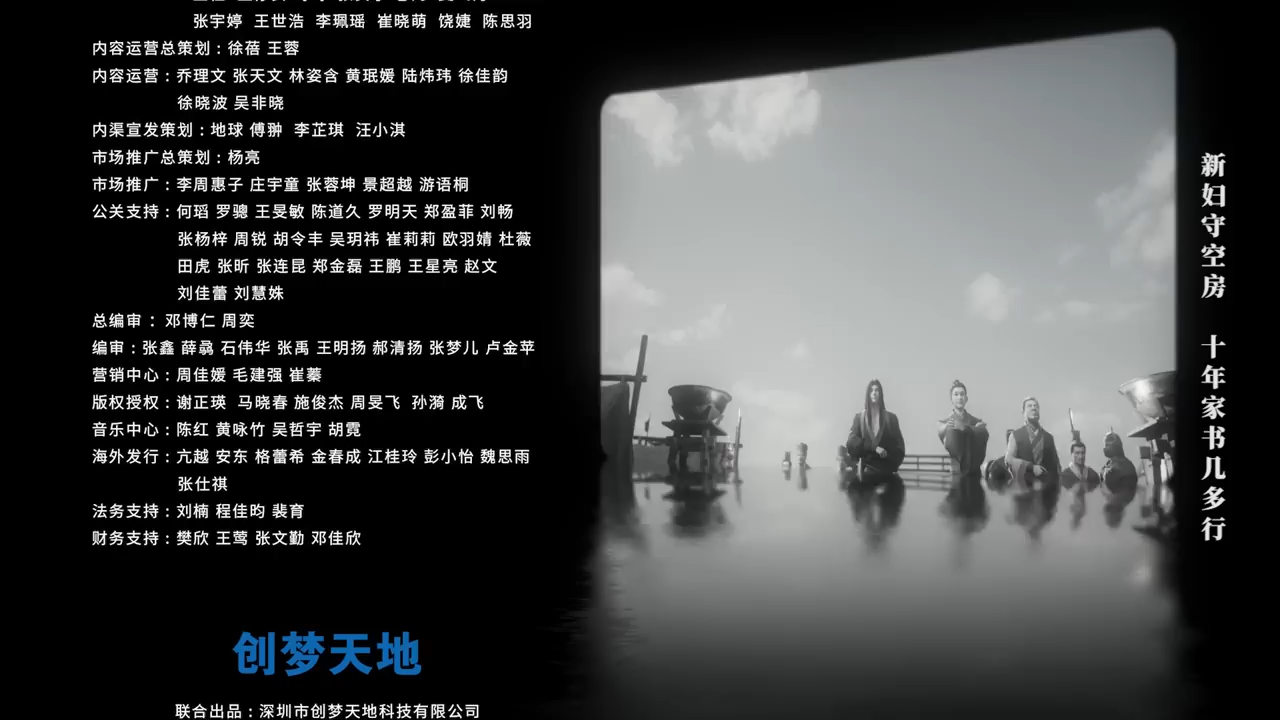 张宇婷 王世浩 李珮瑶 崔晓萌 饶婕 陈思羽
内容运营总策划：徐蓓 王蓉
内容运营：乔理文 张天文 林姿含 黄珉媛 陆炜玮 徐佳韵
徐晓波 吴非晓
内渠宣发策划：地球 傅翀 李芷琪 汪小淇
市场推广总策划：杨亮
市场推广：李周惠子 庄宇童 张蓉坤 景超越 游语桐
公关支持：何瑫 罗骢 王旻敏 陈道久 罗明天 郑盈菲 刘畅
张杨梓 周锐 胡令丰 吴玥祎 崔莉莉 欧羽婧 杜薇
田虎 张昕 张连昆 郑金磊 王鹏 王星亮 赵文
刘佳蕾 刘慧姝
总编审：邓博仁 周奕
编审：张鑫 薛骉 石伟华 张禹 王明扬 郝清扬 张梦儿 卢金苹
营销中心：周佳媛 毛建强 崔蓁
版权授权：谢正瑛 马晓春 施俊杰 周旻飞 孙漪 成飞
音乐中心：陈红 黄咏竹 吴哲宇 胡霓
海外发行：亢越 安东 格蕾希 金春成 江桂玲 彭小怡 魏思雨
张仕祺
法务支持：刘楠 程佳昀 裴育
财务支持：樊欣 王莺 张文勤 邓佳欣
创梦天地
联合出品：深圳市创梦天地科技有限公司
新妇守空房 十年家书几多行